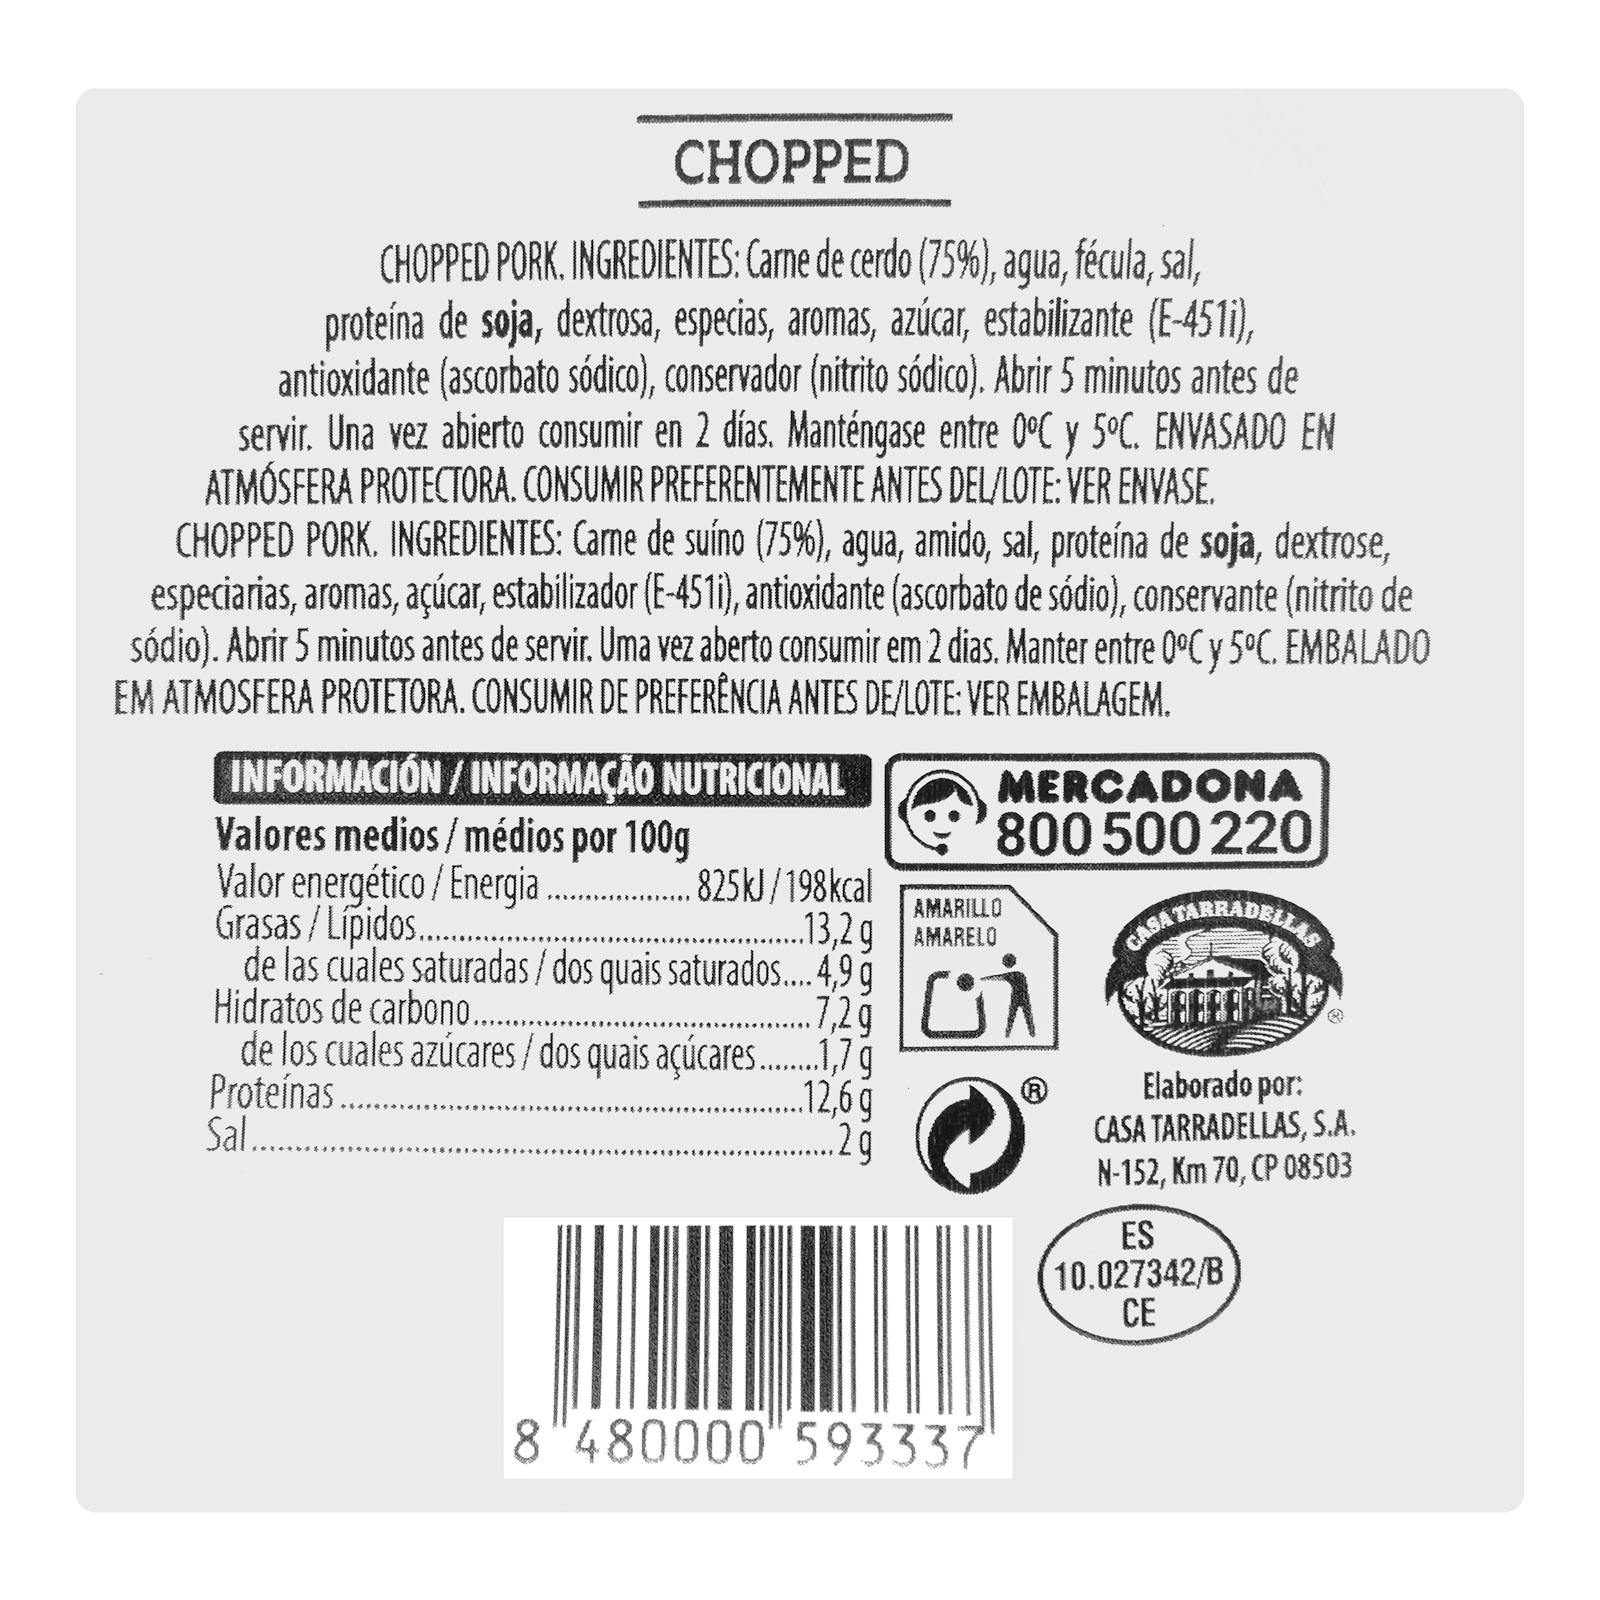 CHOPPED
CHOPPED PORK. INGREDIENTES: Carne de cerdo (75%), agua, fécula, sal,
proteína de soja, dextrosa, especias, aromas, azúcar, estabilizante (E-451i),
antioxidante (ascorbato sódico), conservador (nitrito sódico). Abrir 5 minutos antes de
servir. Una vez abierto consumir en 2 días. Manténgase entre 0ºC y 5ºC. ENVASADO EN
ATMÓSFERA PROTECTORA. CONSUMIR PREFERENTEMENTE ANTES DEL/LOTE: VER ENVASE.
CHOPPED PORK. INGREDIENTES: Carne de suíno (75%), agua, amido, sal, proteína de soja, dextrose,
especiarias, aromas, açúcar, estabilizador (E-451i), antioxidante (ascorbato de sódio), conservante (nitrito de
sódio). Abrir 5 minutos antes de servir. Uma vez aberto consumir em 2 dias. Manter entre 0ºC y 5ºC. EMBALADO
EM ATMOSFERA PROTETORA. CONSUMIR DE PREFERÊNCIA ANTES DE/LOTE: VER EMBALAGEM.
INFORMACIÓN / INFORMAÇÃO NUTRICIONAL
Valores medios / médios por 100g
Valor energético / Energia .................. 825kJ / 198kcal
Grasas / Lípidos.................................................. 13,2 g
de las cuales saturadas / dos quais saturados.... 4,9 g
Hidratos de carbono............................................ 7,2 g
de los cuales azúcares / dos quais açúcares.......1,7 g
Proteínas ............................................................ 12,6 g
Sal....................................................................... 2 g
MERCADONA
800 500 220
AMARILLO
AMARELO
CASA TARRADELLAS
®
®
Elaborado por:
CASA TARRADELLAS, S.A.
N-152, Km 70, CP 08503
ES
10.027342/B
CE
8 480000 593337